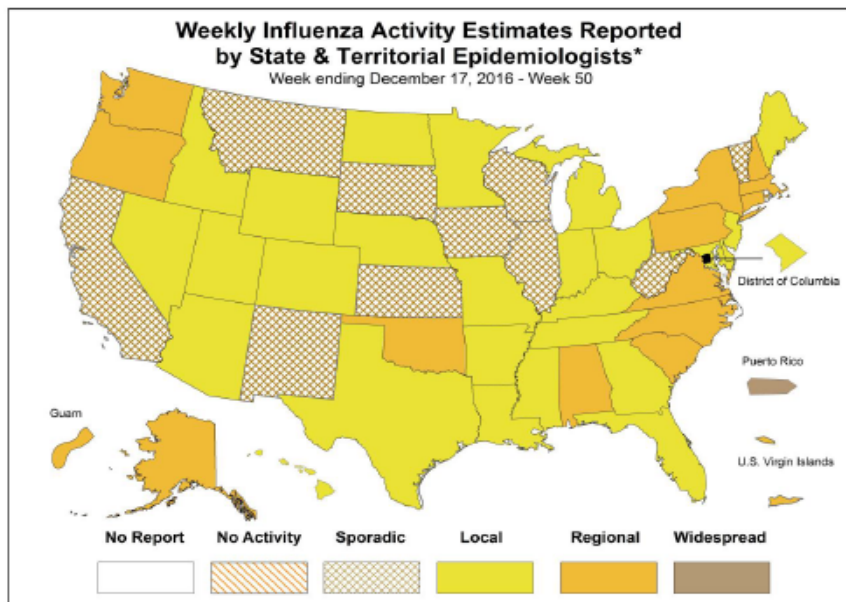 Weekly Influenza Activity Estimates Reported
by State & Territorial Epidemiologists*
Week ending December 17, 2016 - Week 50
District of Columbia
Puerto Rico
Guam
U.S. Virgin Islands
No Report
No Activity
Sporadic
Local
Regional
Widespread